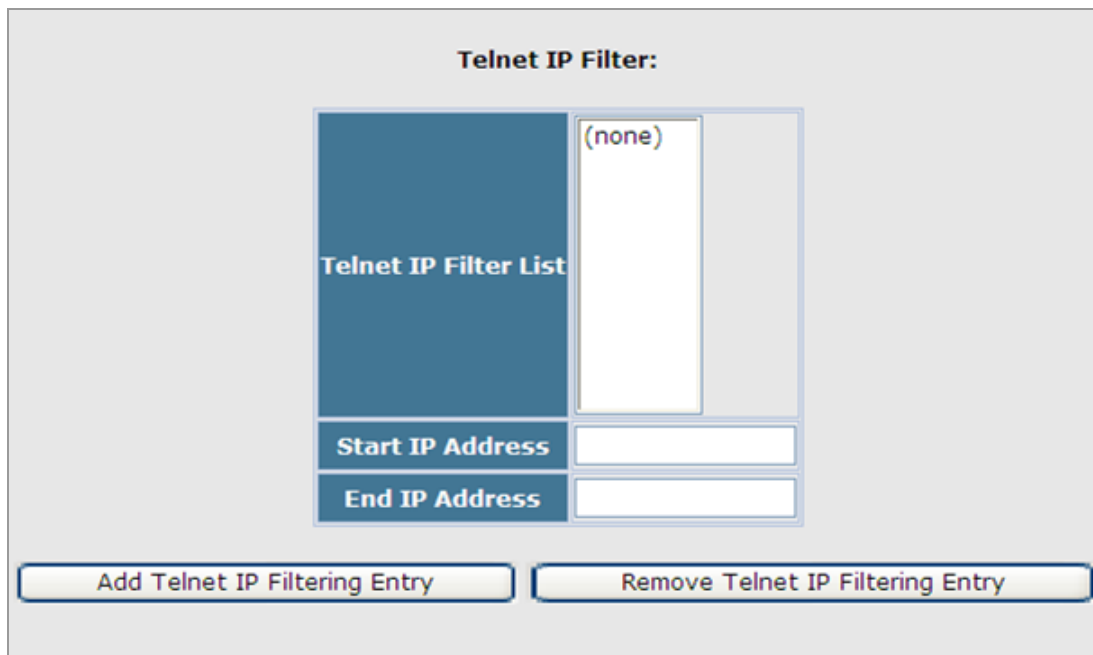 Telnet IP Filter:
Telnet IP Filter List
(none)
Start IP Address
End IP Address
Add Telnet IP Filtering Entry
Remove Telnet IP Filtering Entry